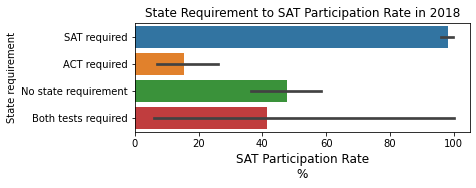 State Requirement to SAT Participation Rate in 2018
State requirement
SAT required
ACT required
No state requirement
Both tests required
0 20 40 60 80 100
SAT Participation Rate
%